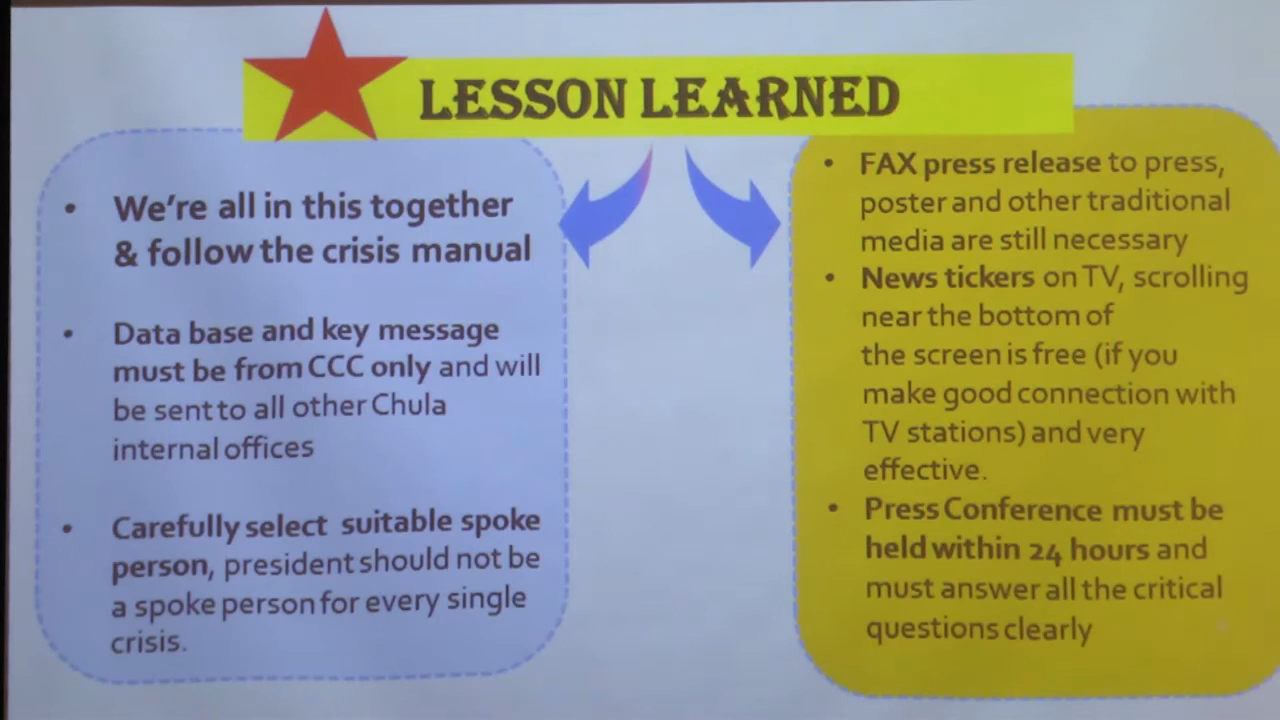 LESSON LEARNED
• We're all in this together
& follow the crisis manual
• Data base and key message
must be from CCC only and will
be sent to all other Chula
internal offices
• Carefully select suitable spoke
person, president should not be
a spoke person for every single
crisis.
• FAX press release to press,
poster and other traditional
media are still necessary
• News tickers on TV, scrolling
near the bottom of
the screen is free (if you
make good connection with
TV stations) and very
effective.
• Press Conference must be
held within 24 hours and
must answer all the critical
questions clearly